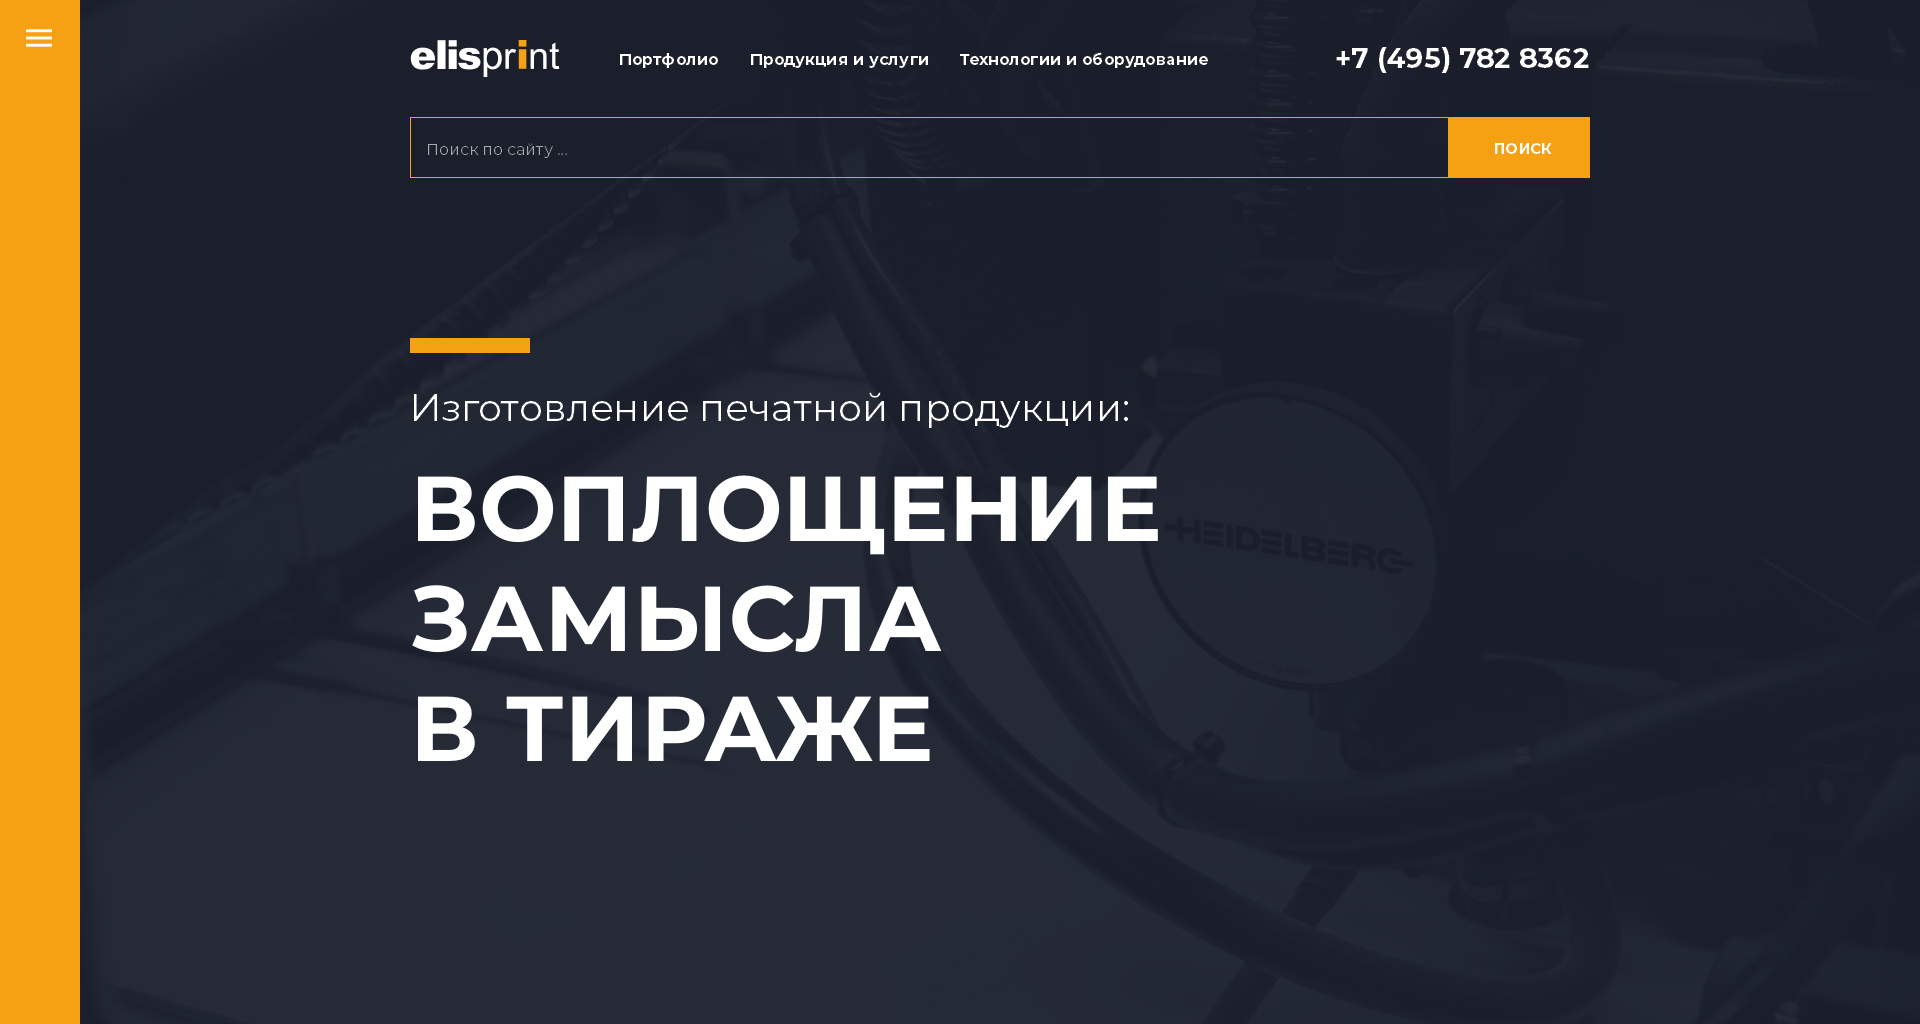 elisprint
Портфолио
Продукция и услуги
Технологии и оборудование
+7 (495) 782 8362
Поиск по сайту ...
ПОИСК
Изготовление печатной продукции:
ВОПЛОЩЕНИЕ
ЗАМЫСЛА
В ТИРАЖЕ
HEIDELBERG